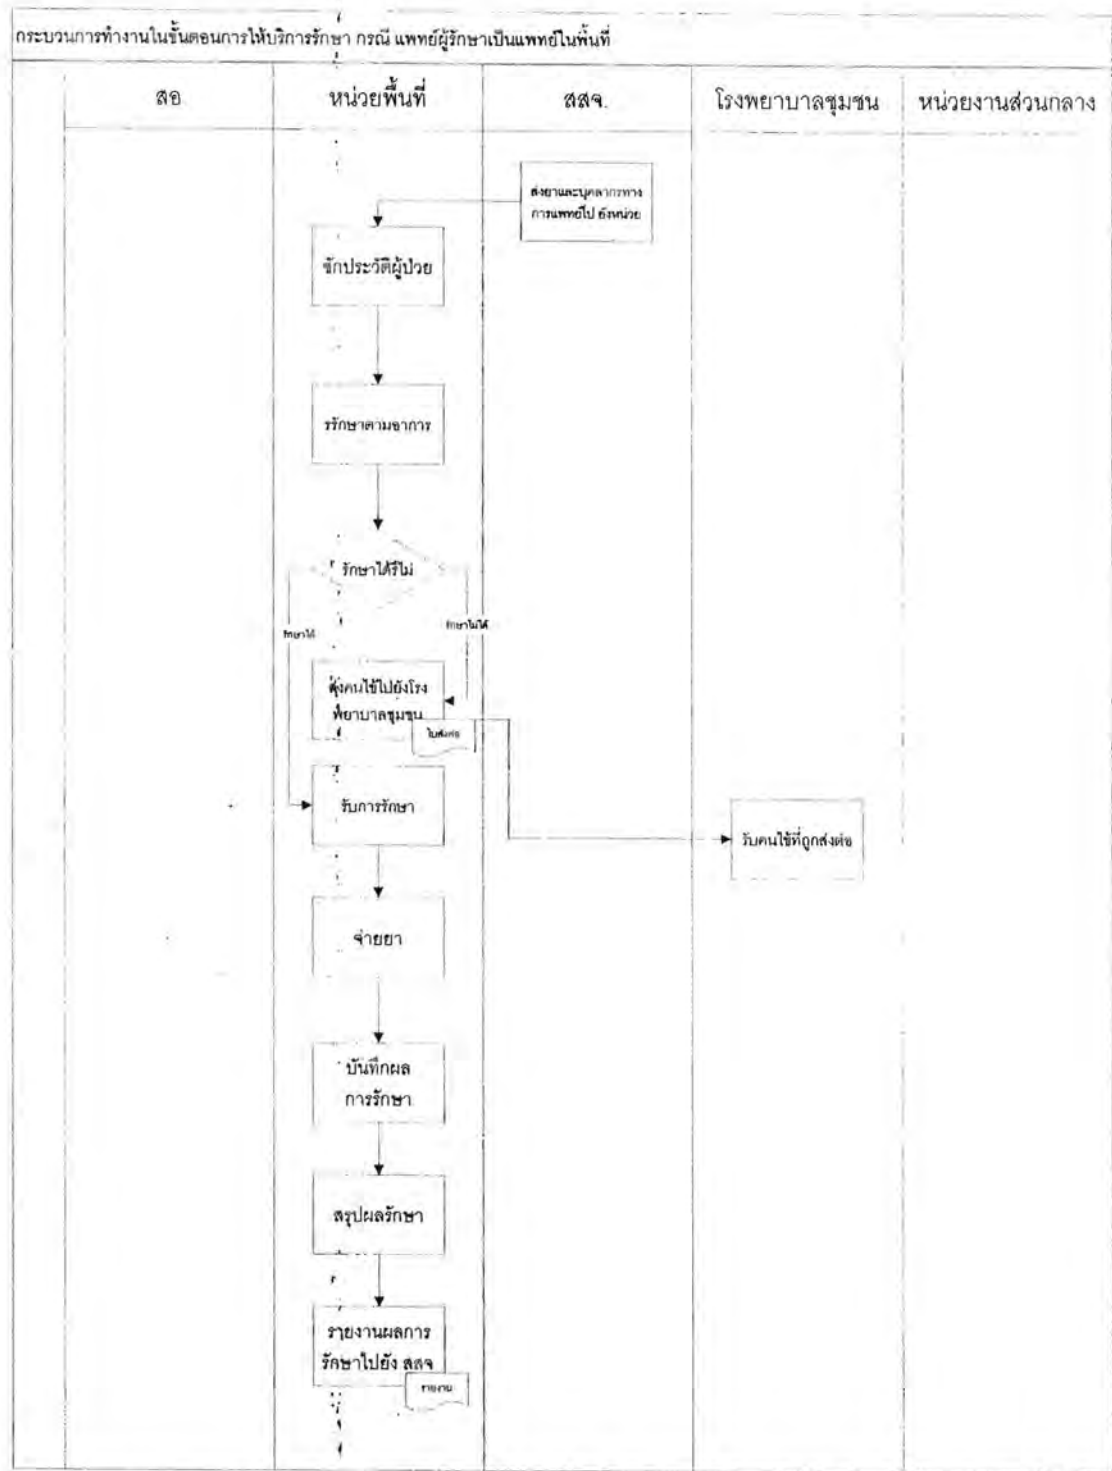 กระบวนการทำงานในขั้นตอนการให้บริการรักษา กรณี แพทย์ผู้รักษาเป็นแพทย์ในพื้นที่
สอ
หน่วยพื้นที่
สสจ.
โรงพยาบาลชุมชน
หน่วยงานส่วนกลาง
ส่งยาและบุคลากรทาง
การแพทย์ไป ยังหน่วย
ซักประวัติผู้ป่วย
รรักษาตามอาการ
รักษาได้รึไม่
รักษาได้
รักษาไม่ได้
ส่งคนไข้ไปยังโรง
พยาบาลชุมชน
ใบส่งต่อ
รับการรักษา
รับคนไข้ที่ถูกส่งต่อ
จ่ายยา
บันทึกผล
การรักษา
สรุปผลรักษา
รายงานผลการ
รักษาไปยัง สสจ
รายงาน